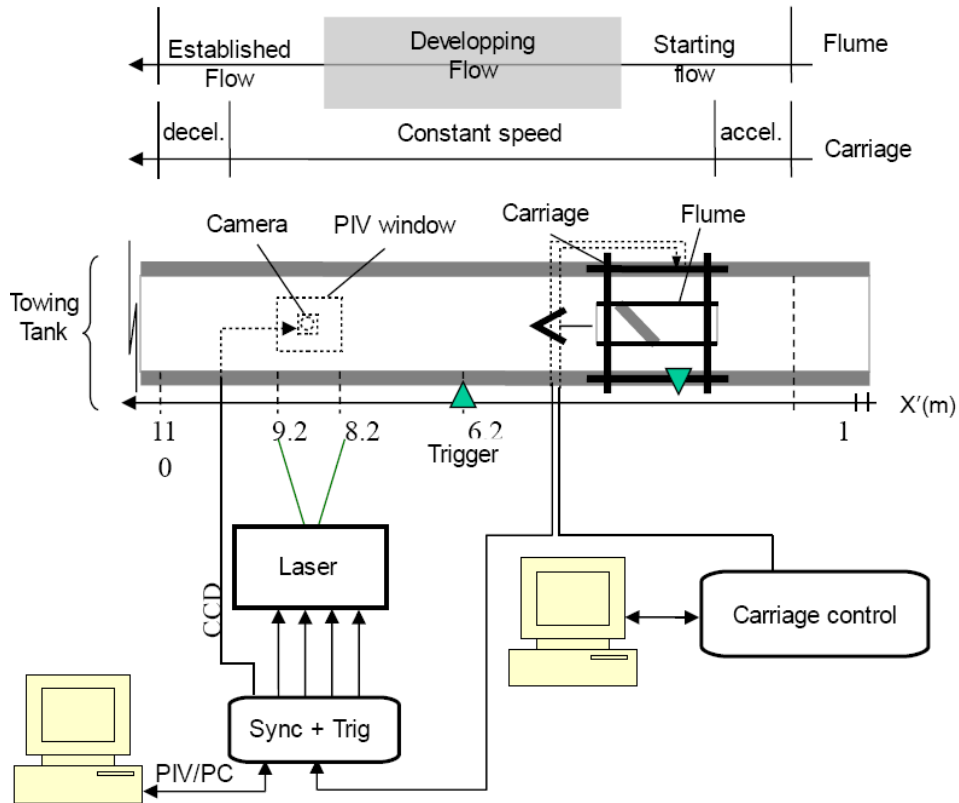 Established
Flow
Developping
Flow
Starting
flow
Flume
decel.
Constant speed
accel.
Carriage
Camera
PIV window
Carriage
Flume
Towing
Tank
X'(m)
11
0
9.2
8.2
6.2
1
Trigger
Laser
CCD
Carriage control
Sync + Trig
PIV/PC